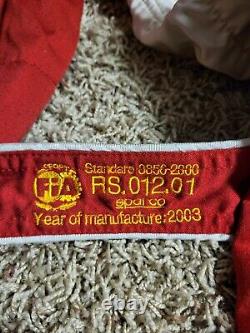 FIA
Standard 8856-2000
RS.012.01
sparco
Year of manufacture: 2003